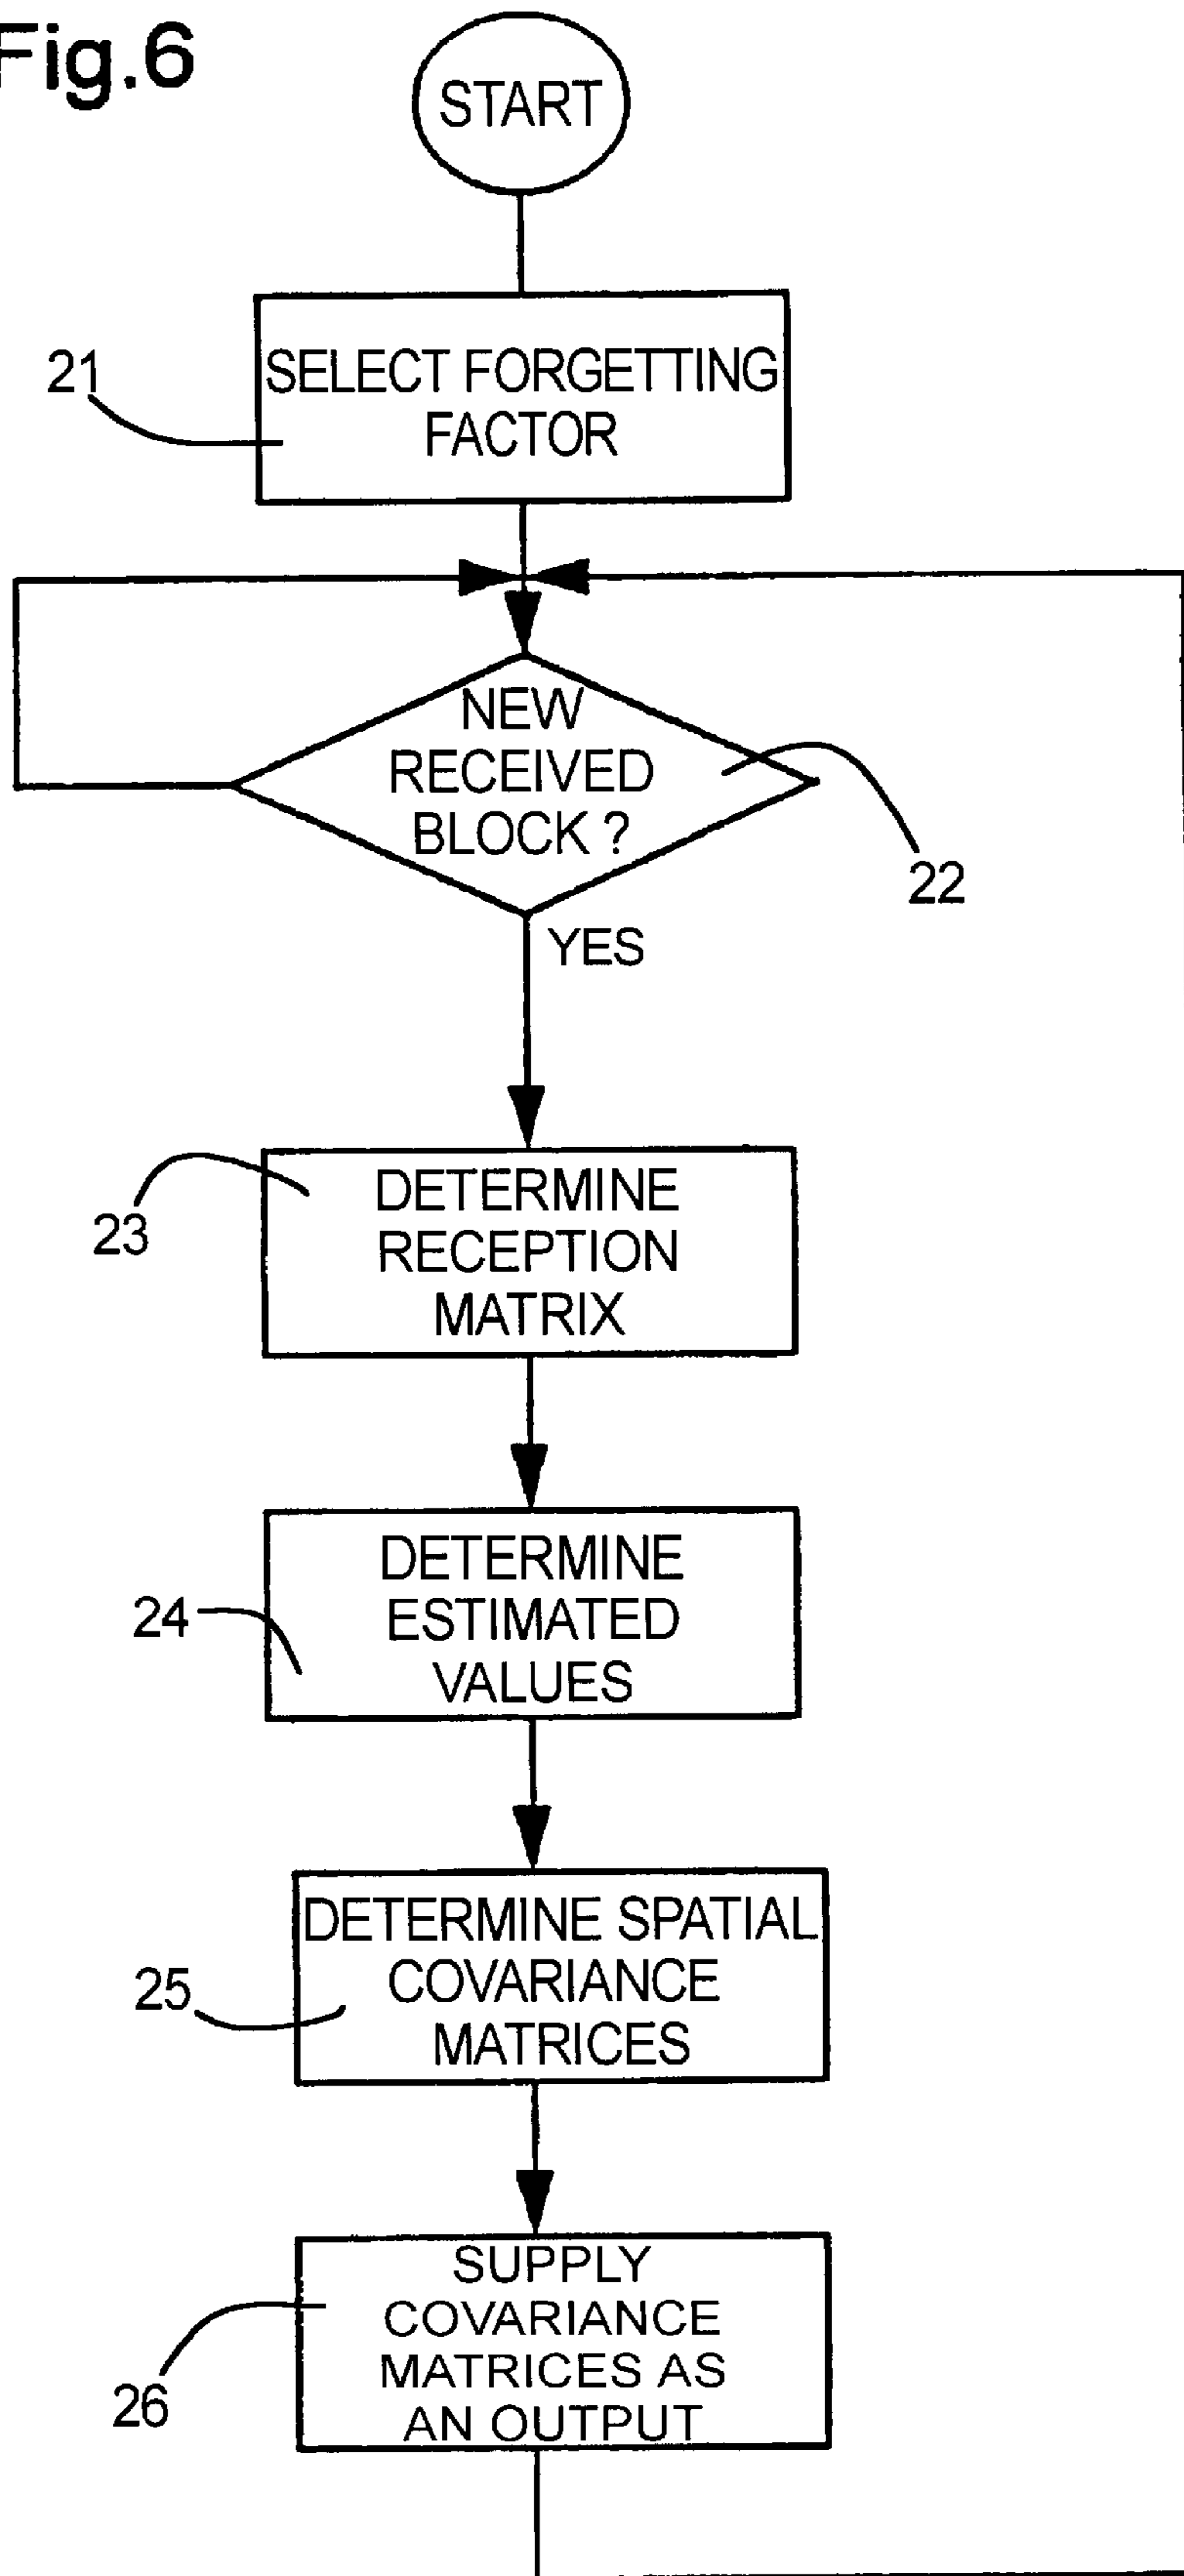 Fig.6
START
21
SELECT FORGETTING
FACTOR
NEW
RECEIVED
BLOCK ?
22
YES
23
DETERMINE
RECEPTION
MATRIX
24
DETERMINE
ESTIMATED
VALUES
25
DETERMINE SPATIAL
COVARIANCE
MATRICES
26
SUPPLY
COVARIANCE
MATRICES AS
AN OUTPUT